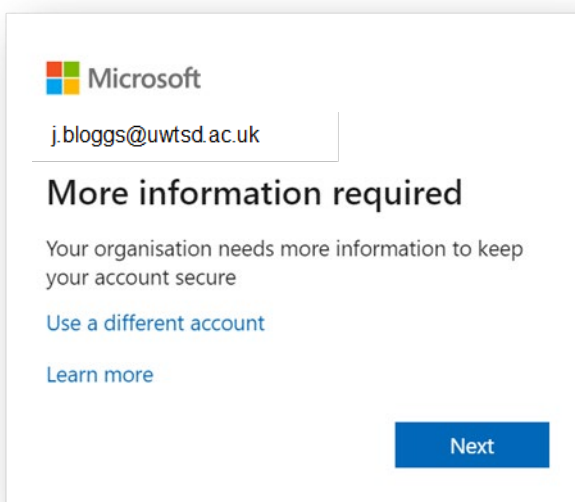 Microsoft
j.bloggs@uwtsd.ac.uk
More information required
Your organisation needs more information to keep
your account secure
Use a different account
Learn more
Next